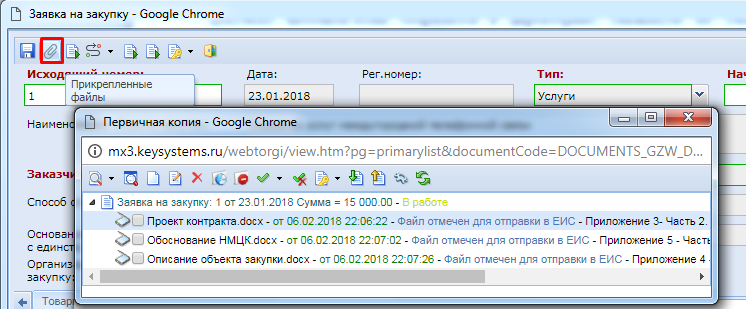 Заявка на закупку - Google Chrome
Исходящий номер:
Дата:
Рег.номер:
Тип:
Нач
1
23.01.2018
Услуги
Прикрепленные
файлы
Первичная копия - Google Chrome
mx3.keysystems.ru/webtorgi/view.htm?pg=primarylist&documentCode=DOCUMENTS_GZW_D...
Заявка на закупку: 1 от 23.01.2018 Сумма = 15 000.00 - В работе
Проект контракта.docx - от 06.02.2018 22:06:22 - Файл отмечен для отправки в ЕИС - Приложение 3- Часть 2.
Обоснование НМЦК.docx - от 06.02.2018 22:07:02 - Файл отмечен для отправки в ЕИС - Приложение 5 - Часть
Описание объекта закупки.docx - от 06.02.2018 22:07:26 - Файл отмечен для отправки в ЕИС - Приложение 4 -
Наимено
Заказчи
Способ о
Основан
с единст
Организа
закупку:
Товар